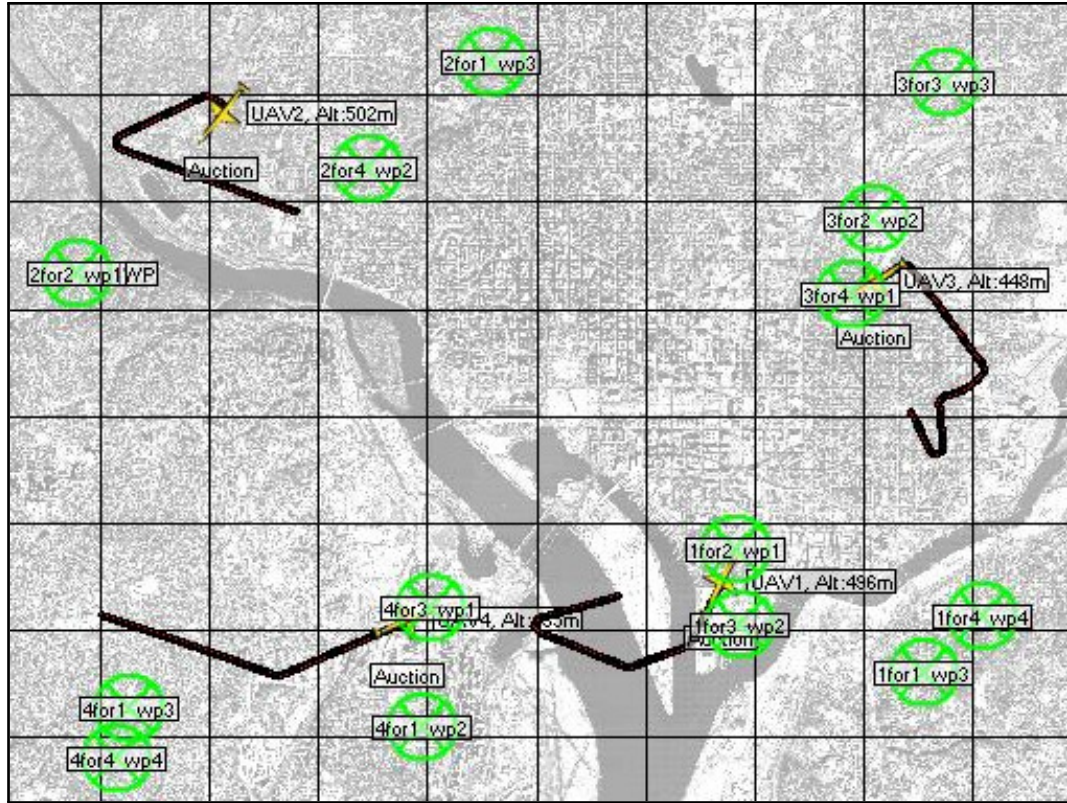 2for1 wp3
3for3 wp3
UAV2, Alt:502m
Auction
2for4 wp2
3for2 wp2
2for2 wp1
WP
3for4 wp1
UAV3, Alt:448m
Auction
1for2 wp1
UAV1, Alt:496m
4for3 wp1
1for3 wp2
1for4 wp4
Auction
Auction
1for1 wp3
4for1 wp3
4for1 wp2
4for4 wp4